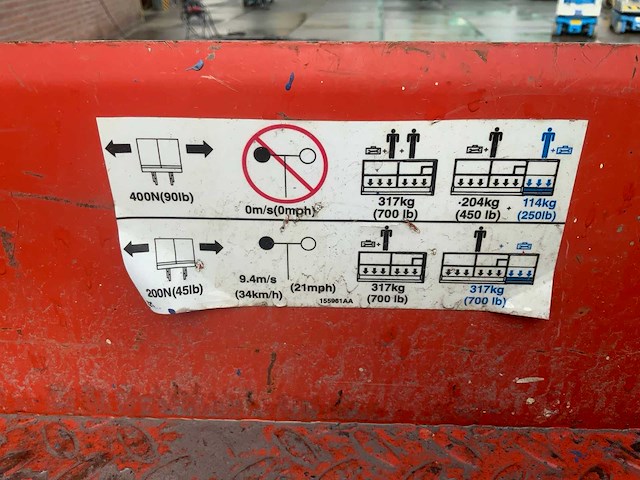 400N(90lb)
0m/s(0mph)
317kg
(700 lb)
204kg
(450 lb)
+
114kg
(250lb)
200N(45lb)
9.4m/s
(34km/h)
(21mph)
155961AA
317kg
(700 lb)
317kg
(700 lb)